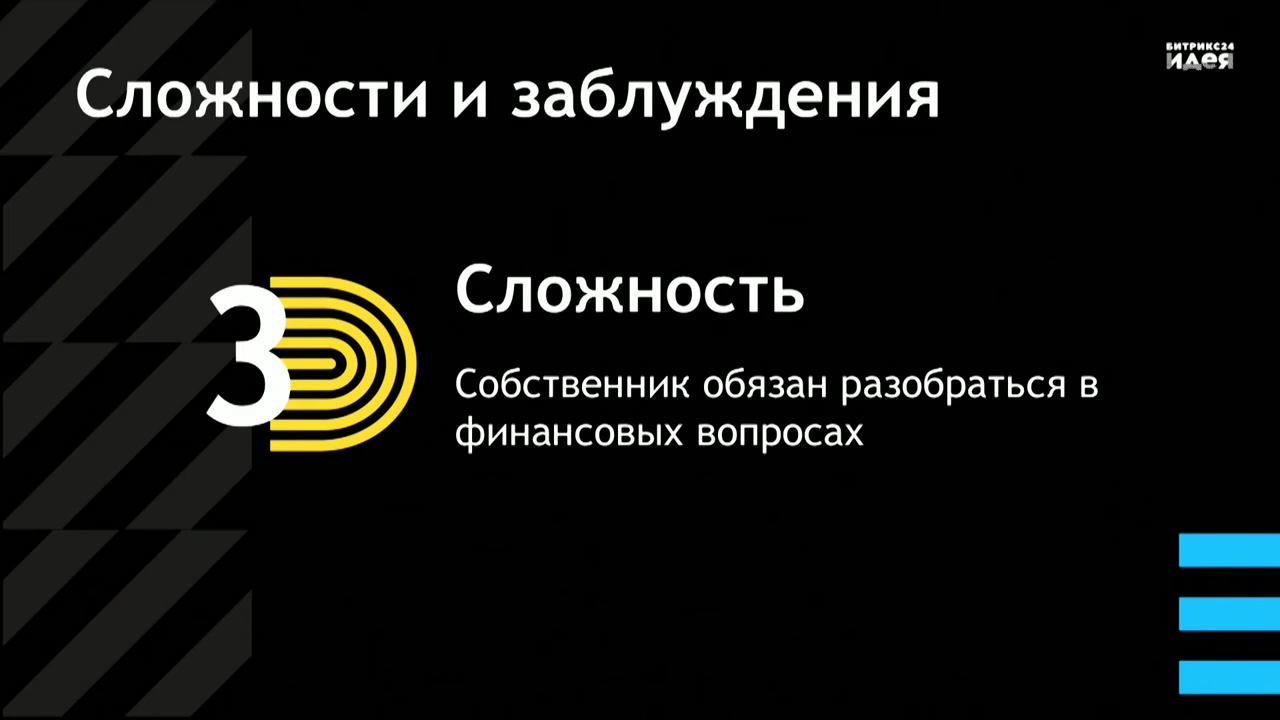 БИТРИКС24
идея
Сложности и заблуждения
3
Сложность
Собственник обязан разобраться в
финансовых вопросах